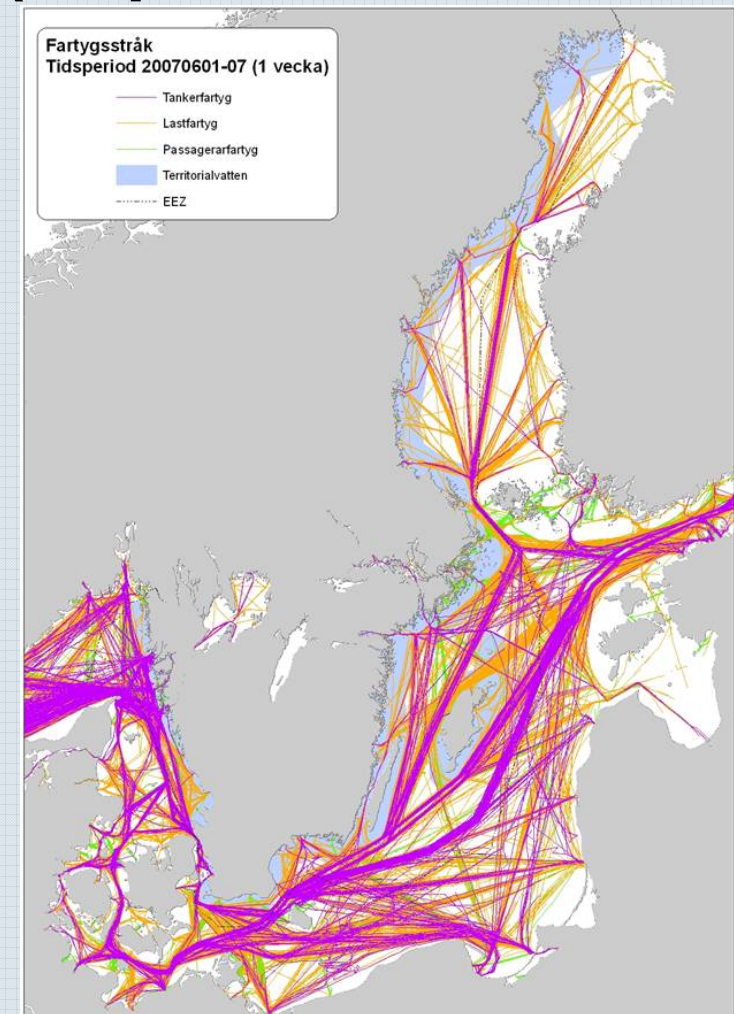 Fartygsstråk
Tidsperiod 20070601-07 (1 vecka)
Tankerfartyg
Lastfartyg
Passagerarfartyg
Territorialvatten
EEZ